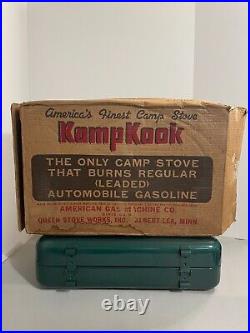 America's Finest Camp Stove
KampKook
THE ONLY CAMP STOVE
THAT BURNS REGULAR
(LEADED)
AUTOMOBILE GASOLINE
AMERICAN GAS MACHINE CO.
QUEEN STOVE WORKS, INC. ALBERT LEA, MINN.